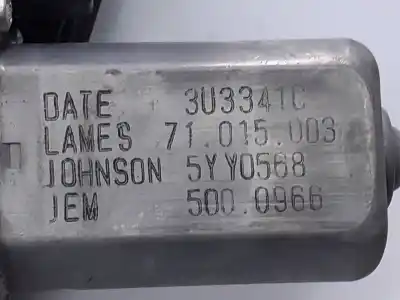 DATE 3U3341C
LAMES 71.015.003
JOHNSON 5YY0568
JEM 500.0966